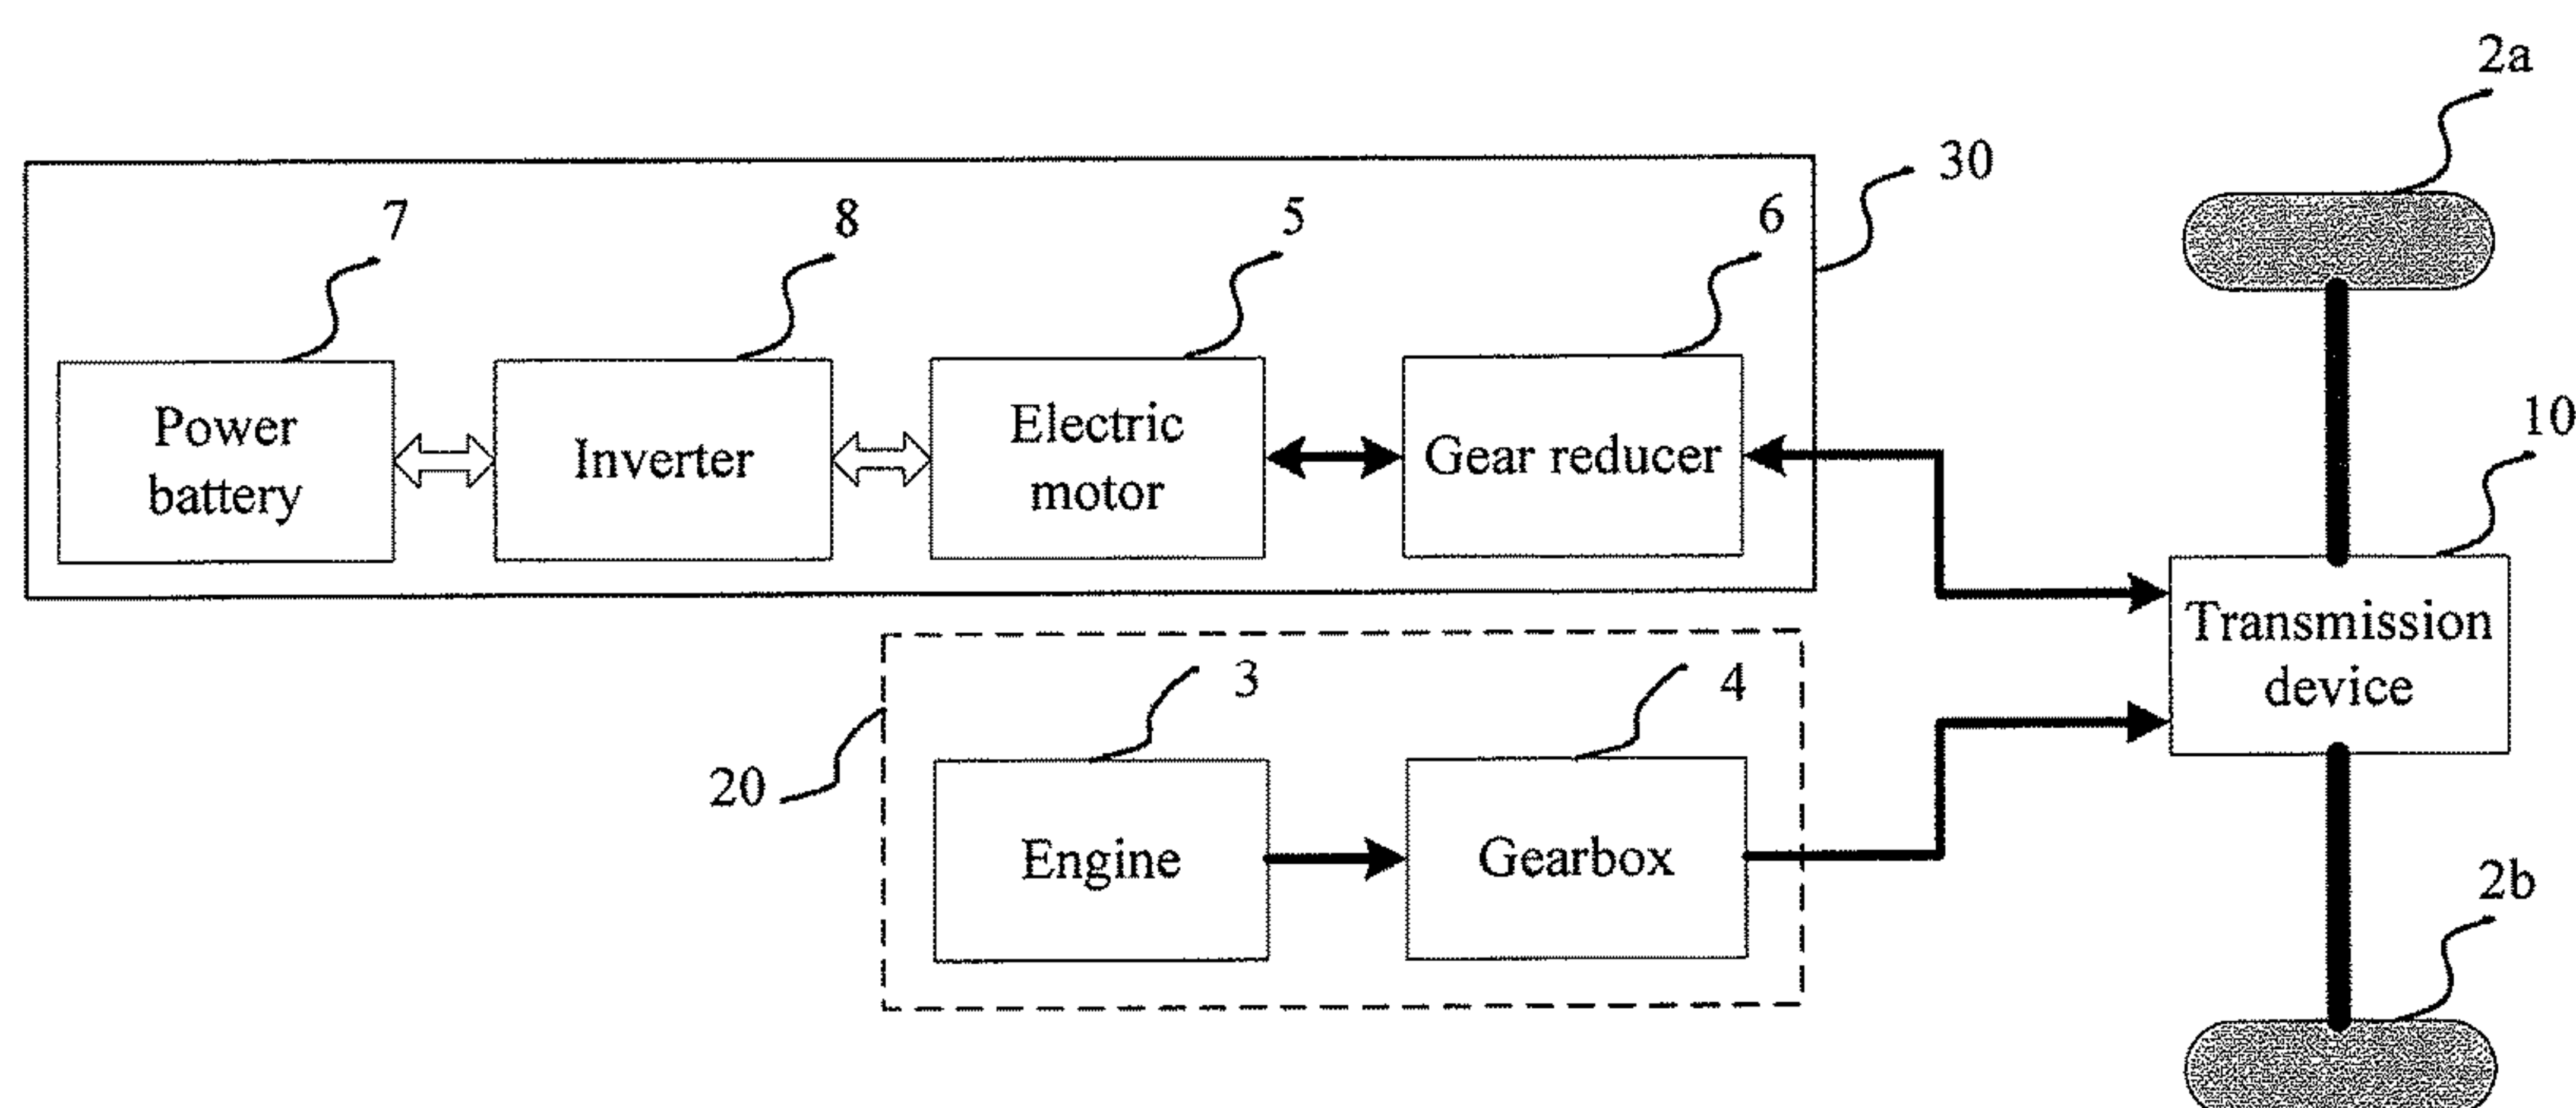 2a
30
7
8
5
6
10
Power
battery
Inverter
Electric
motor
Gear reducer
Transmission
device
3
4
20
Engine
Gearbox
2b